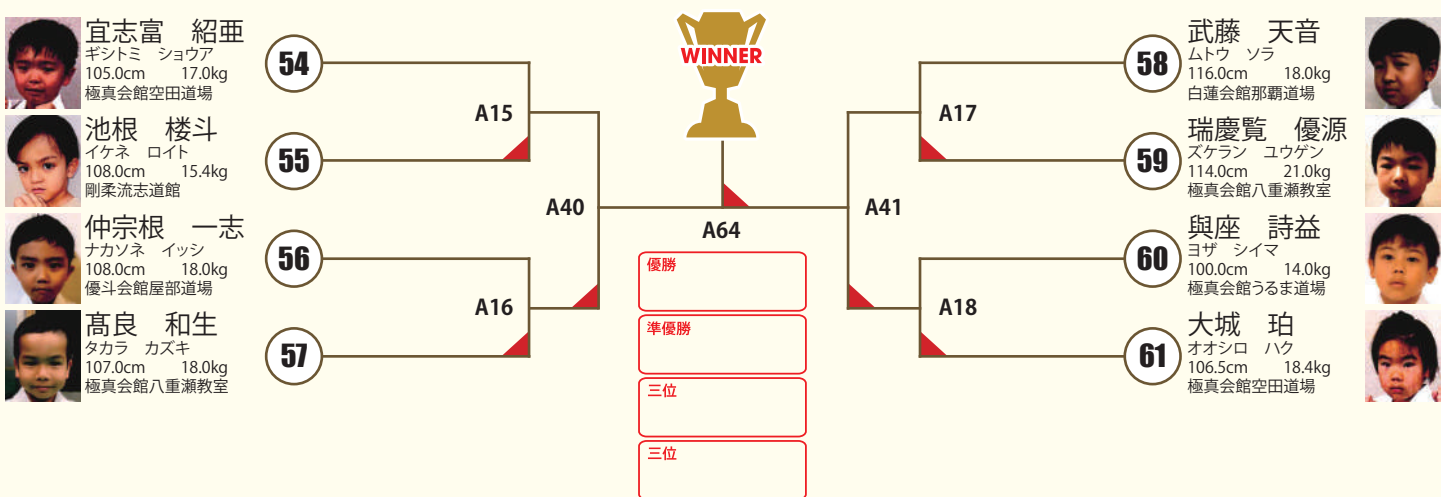 宜志富　紹亜
ギシトミ　ショウア
105.0cm　17.0kg
極真会館空田道場
54
池根　楼斗
イケネ　ロイト
108.0cm　15.4kg
剛柔流志道館
55
仲宗根　一志
ナカソネ　イッシ
108.0cm　18.0kg
優斗会館屋部道場
56
髙良　和生
タカラ　カズキ
107.0cm　18.0kg
極真会館八重瀬教室
57
A15
A16
A40
WINNER
A64
優勝
準優勝
三位
三位
A41
A17
A18
58
武藤　天音
ムトウ　ソラ
116.0cm　18.0kg
白蓮会館那覇道場
59
瑞慶覧　優源
ズケラン　ユウゲン
114.0cm　21.0kg
極真会館八重瀬教室
60
與座　詩益
ヨザ　シイマ
100.0cm　14.0kg
極真会館うるま道場
61
大城　珀
オオシロ　ハク
106.5cm　18.4kg
極真会館空田道場